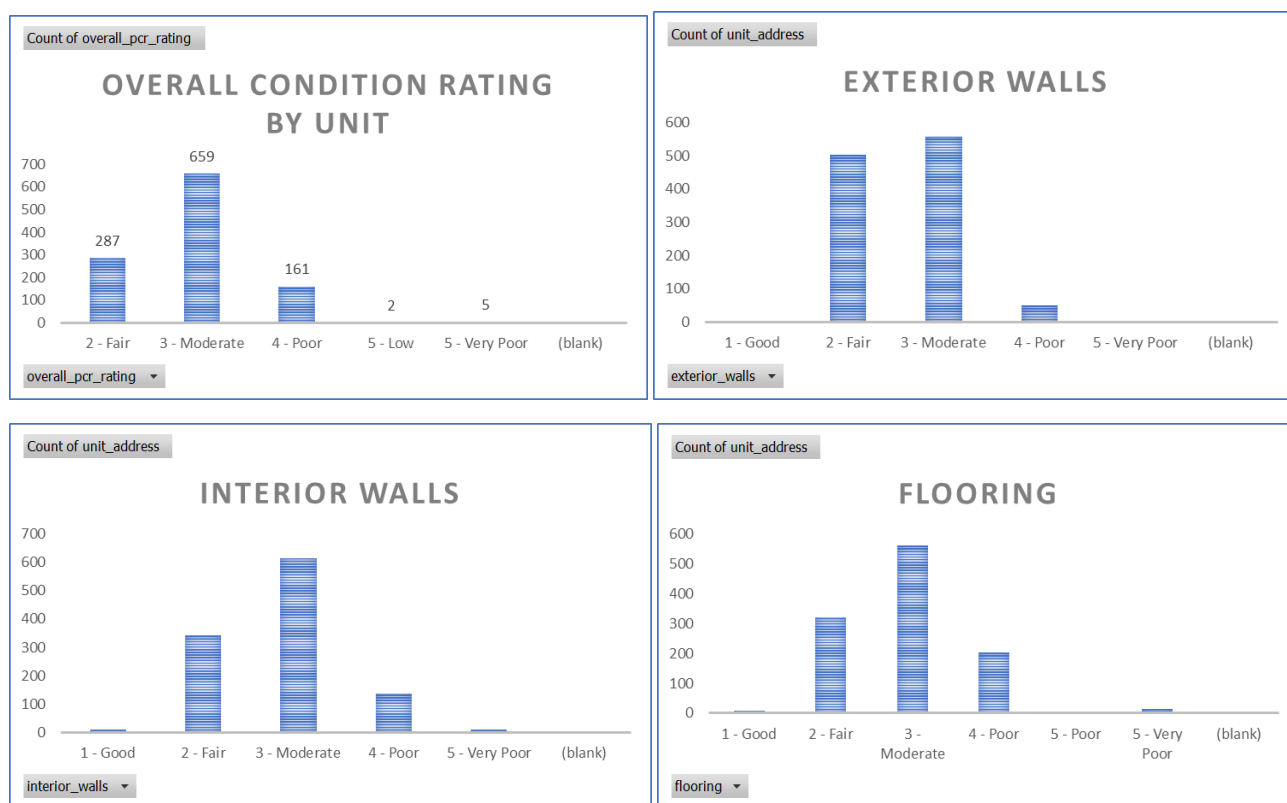 Count of overall_pcr_rating
OVERALL CONDITION RATING
BY UNIT
700
600
500
400
300
200
100
0
287
659
161
2
5
2 - Fair
3 - Moderate
4 - Poor
5 - Low
5 - Very Poor
(blank)
overall_pcr_rating
Count of unit_address
EXTERIOR WALLS
600
500
400
300
200
100
0
1 - Good
2 - Fair
3 - Moderate
4 - Poor
5 - Very Poor
(blank)
exterior_walls
Count of unit_address
INTERIOR WALLS
700
600
500
400
300
200
100
0
1 - Good
2 - Fair
3 - Moderate
4 - Poor
5 - Very Poor
(blank)
interior_walls
Count of unit_address
FLOORING
600
500
400
300
200
100
0
1 - Good
2 - Fair
3 -
Moderate
4 - Poor
5 - Poor
5 - Very
Poor
(blank)
flooring